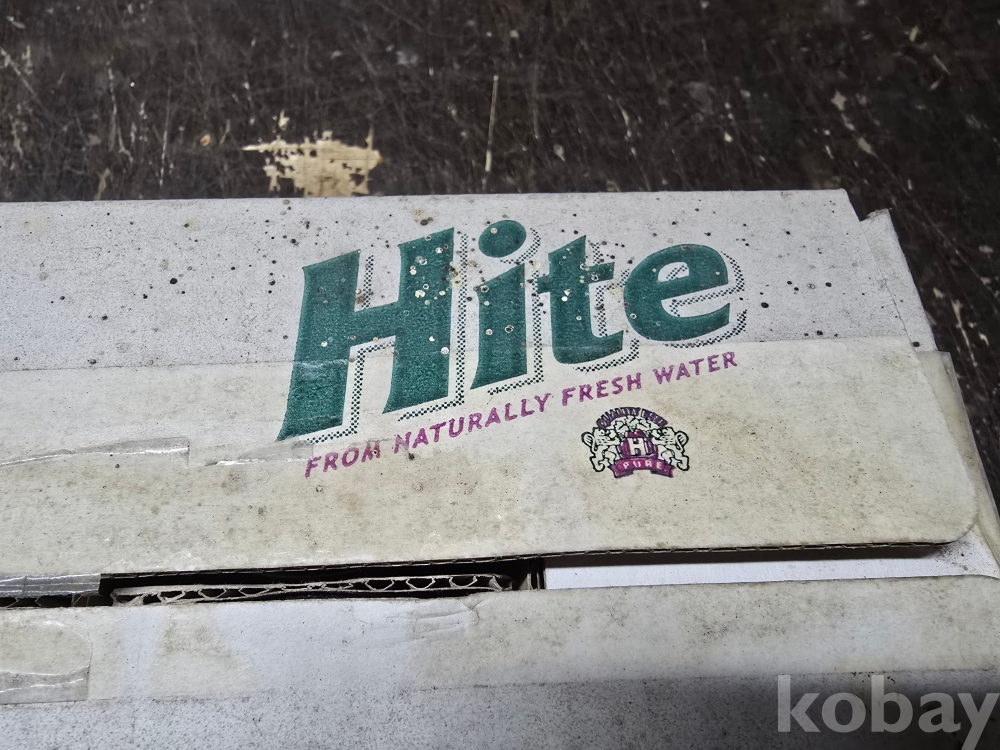 Hite
FROM NATURALLY FRESH WATER
H
PURE
kobay